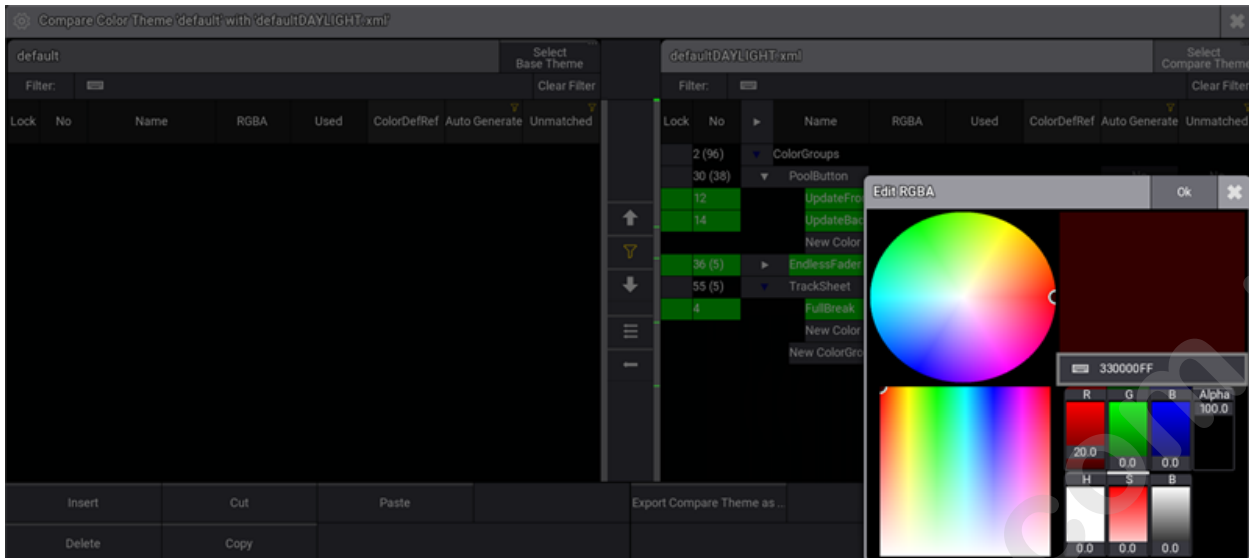 Compare Color Theme 'default' with 'defaultDAYLIGHT.xml'
default
Select
Base Theme
Filter:
Clear Filter
Lock No Name RGBA Used ColorDefRef Auto Generate Unmatched
defaultDAYLIGHT.xml
Select
Compare Theme
Filter:
Clear Filter
Lock No Name RGBA Used ColorDefRef Auto Generate Unmatched
2 (96) ColorGroups
30 (38) PoolButton
12 UpdateFro
14 UpdateBac
New Color
36 (5) EndlessFader
55 (5) TrackSheet
4 FullBreak
New Color
New ColorGro
Edit RGBA
Ok
330000FF
R G B Alpha
100.0
20.0 0.0 0.0
H S B
0.0 0.0 0.0
Insert Cut Paste Export Compare Theme as ..
Delete Copy
com